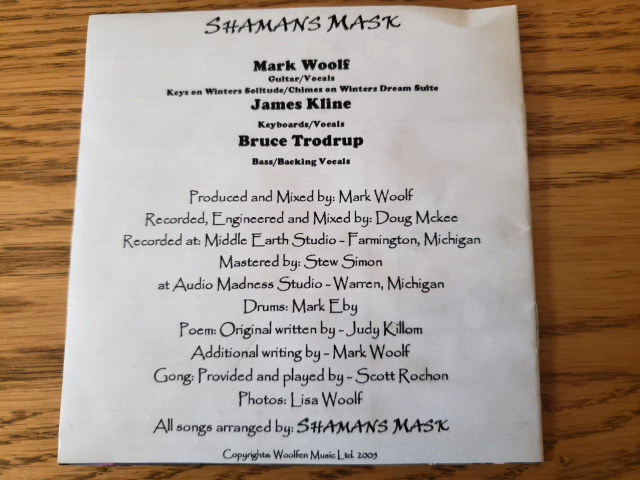 SHAMANS MASK
Mark Woolf
Guitar/Vocals
Keys on Winters Solitude/Chimes on Winters Dream Suite
James Kline
Keyboards/Vocals
Bruce Trodrup
Bass/Backing Vocals
Produced and Mixed by: Mark Woolf
Recorded, Engineered and Mixed by: Doug Mckee
Recorded at: Middle Earth Studio - Farmington, Michigan
Mastered by: Stew Simon
at Audio Madness Studio - Warren, Michigan
Drums: Mark Eby
Poem: Original written by - Judy Killom
Additional writing by - Mark Woolf
Gong: Provided and played by - Scott Rochon
Photos: Lisa Woolf
All songs arranged by: SHAMANS MASK
Copyrights: Woolfen Music Ltd. 2005